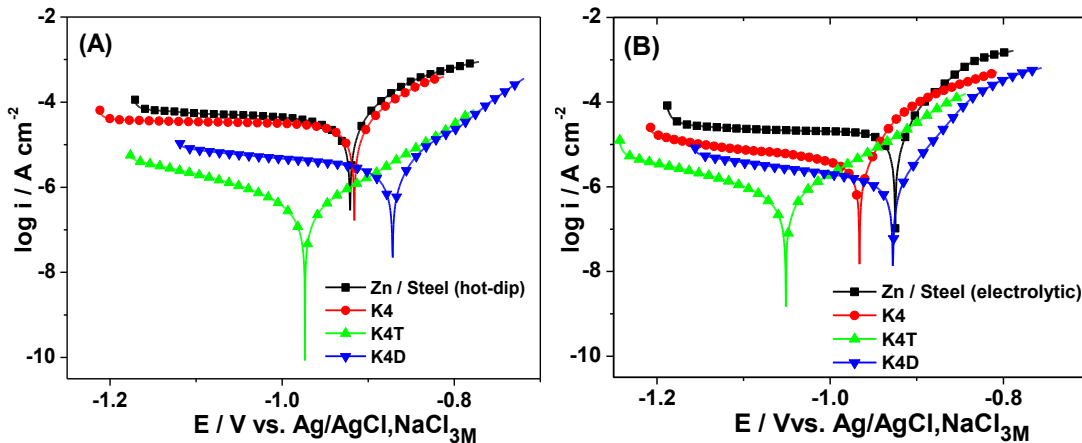 (A)
log i / A cm-2
-2
-4
-6
-8
-10
-1.2
-1.0
-0.8
E / V vs. Ag/AgCl,NaCl3M
Zn / Steel (hot-dip)
K4
K4T
K4D
(B)
log i / A cm-2
-2
-4
-6
-8
-10
-1.2
-1.0
-0.8
E / Vvs. Ag/AgCl,NaCl3M
Zn / Steel (electrolytic)
K4
K4T
K4D